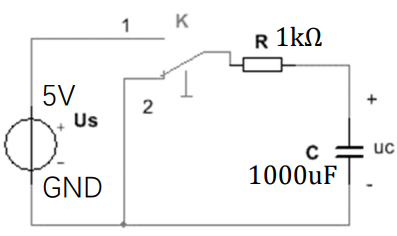 1 K
R 1kΩ
5V
+ Us
2
+
-
C
uc
1000uF
GND
-